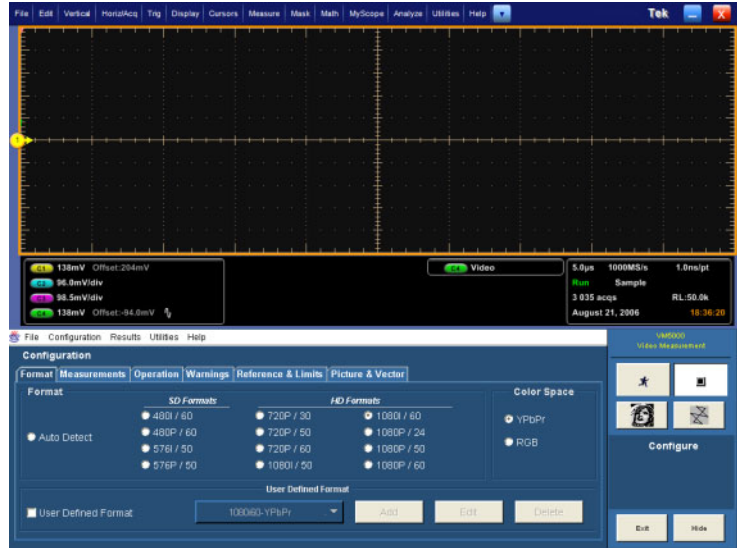 File Edit Vertical Horiz/Acq Trig Display Cursors Measure Mask Math MyScope Analyze Utilities Help Tek X
1
C1 138mV Offset:204mV
C2 96.0mV/div
C3 98.5mV/div
C4 138mV Offset:-94.0mV
C4 Video
5.0µs 1000MS/s 1.0ns/pt
Run Sample
3 035 acqs RL:50.0k
August 21, 2006 18:36:20
File Configuration Results Utilities Help
VM5000
Video Measurement
Configuration
Format Measurements Operation Warnings Reference & Limits Picture & Vector
Format
SD Formats HD Formats
Auto Detect
480I / 60 720P / 30 1080I / 60
480P / 60 720P / 50 1080P / 24
576I / 50 720P / 60 1080P / 50
576P / 50 1080I / 50 1080P / 60
Color Space
YPbPr
RGB
User Defined Format
User Defined Format 1080i60-YPbPr Add Edit Delete
Configure
Exit Hide